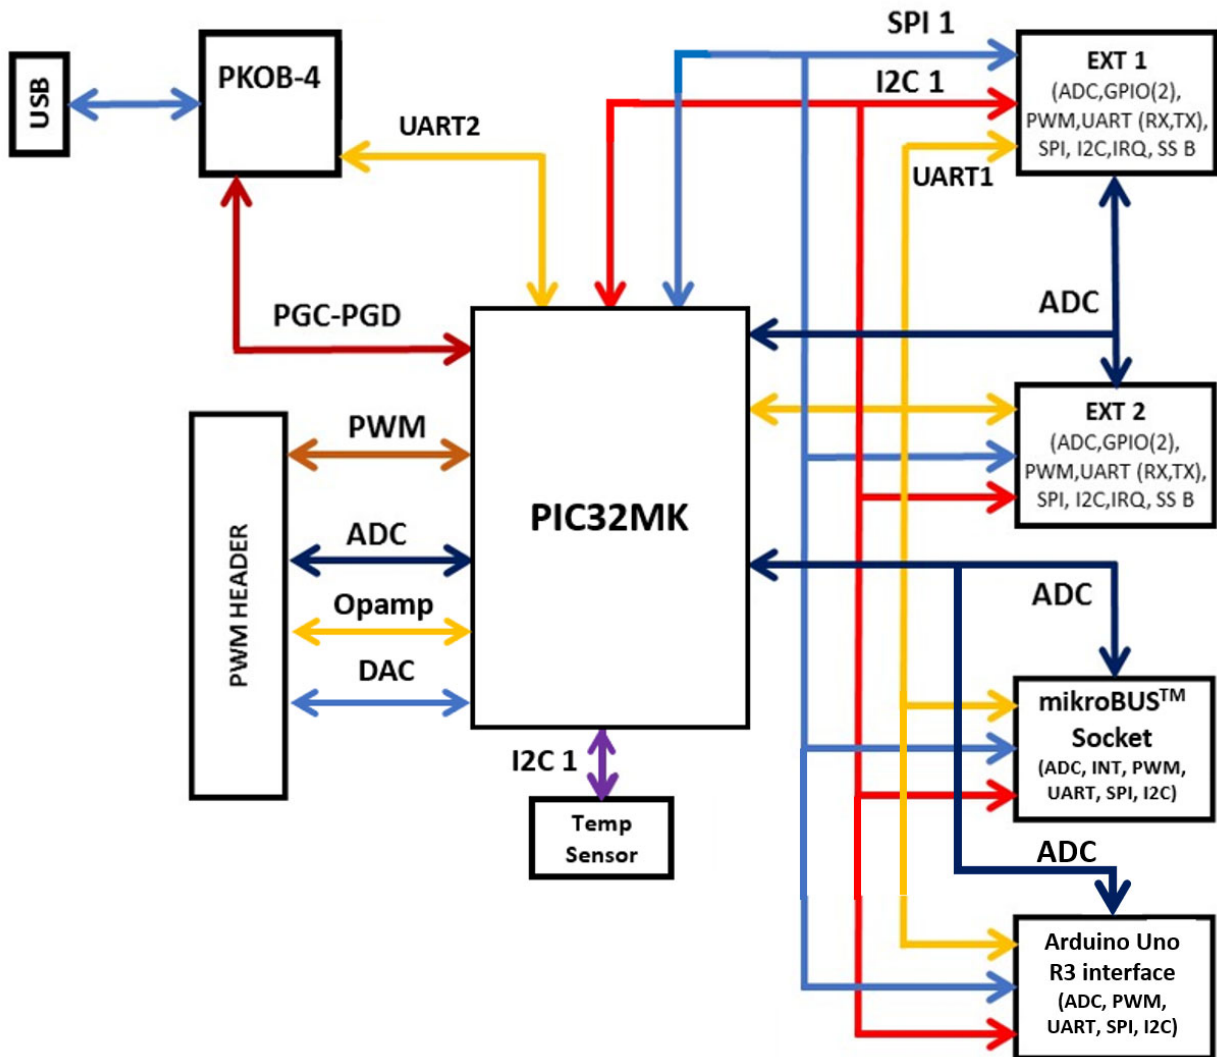 SPI 1
PKOB-4
USB
EXT 1
(ADC,GPIO(2),
PWM,UART (RX,TX),
SPI, I2C,IRQ, SS B
I2C 1
UART2
UART1
PGC-PGD
ADC
EXT 2
(ADC,GPIO(2),
PWM,UART (RX,TX),
SPI, I2C,IRQ, SS B
PWM
PIC32MK
ADC
PWM HEADER
Opamp
ADC
DAC
mikroBUS™
Socket
(ADC, INT, PWM,
UART, SPI, I2C)
I2C 1
Temp
Sensor
ADC
Arduino Uno
R3 interface
(ADC, PWM,
UART, SPI, I2C)